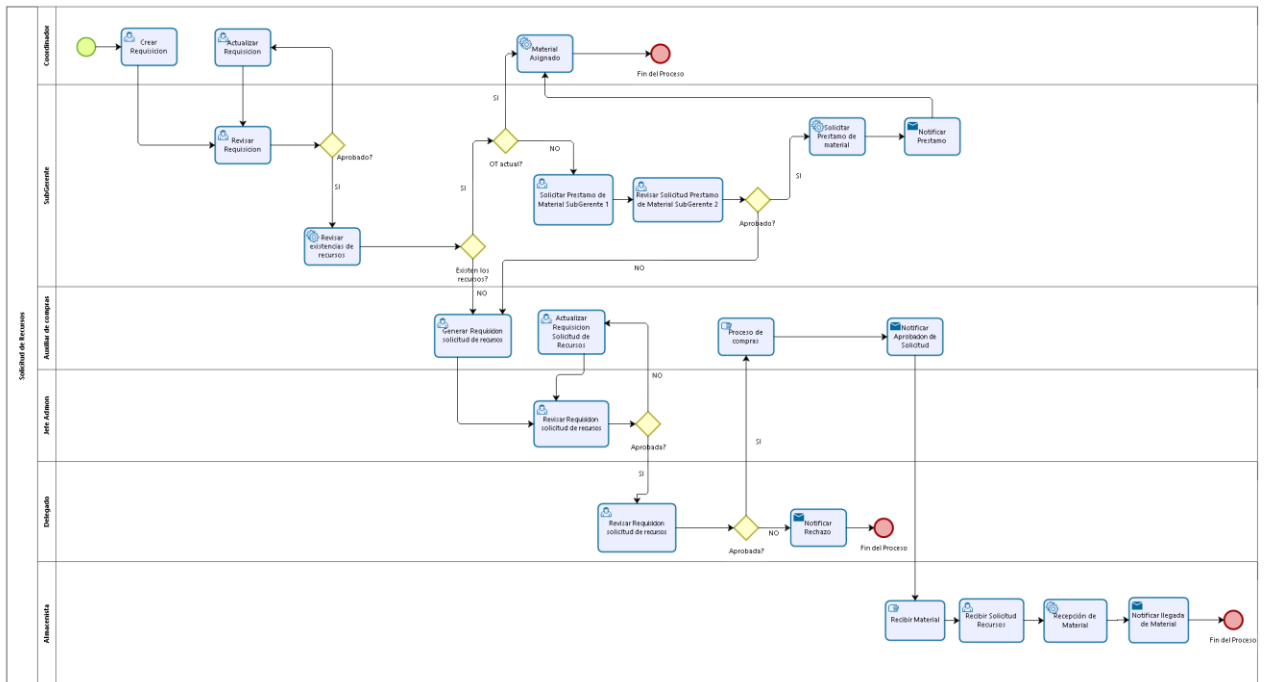 Solicitud de Recursos
Coordinador
Crear
Requisicion
Actualizar
Requisicion
Material
Asignado
Fin del Proceso
SubGerente
Revisar
Requisicion
Aprobado?
SI
Revisar
existencias de
recursos
Existen los
recursos?
SI
NO
OT actual?
SI
NO
Solicitar Prestamo de
Material SubGerente 1
Revisar Solicitud Prestamo
de Material SubGerente 2
Aprobado?
SI
NO
Solicitar
Prestamo de
material
Notificar
Prestamo
Auxiliar de compras
Generar Requision
solicitud de recursos
Actualizar
Requisicion
Solicitud de
Recursos
Proceso de
compras
Notificar
Aprobacion de
Solicitud
Jefe Admon
Revisar Requisidon
solicitud de recursos
Aprobada?
NO
SI
Delegado
Revisar Requisidon
solicitud de recursos
Aprobada?
SI
NO
Notificar
Rechazo
Fin del Proceso
Almacenista
Recibir Material
Recibir Solicitud
Recursos
Recepción de
Material
Notificar llegada
de Material
Fin del Proceso